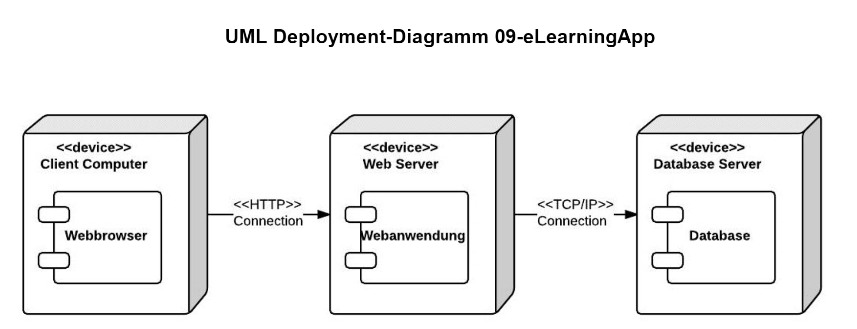 UML Deployment-Diagramm 09-eLearningApp
<<device>>
Client Computer
Webbrowser
<<HTTP>>
Connection
<<device>>
Web Server
Webanwendung
<<TCP/IP>>
Connection
<<device>>
Database Server
Database